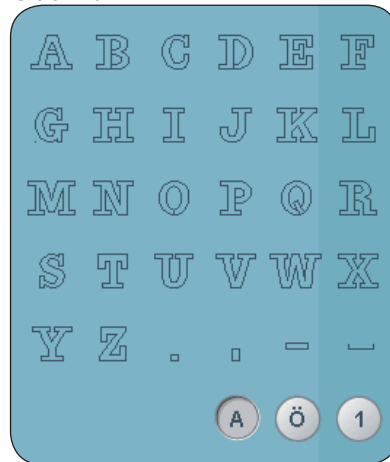 A B C D E F
G H I J K L
M N O P Q R
S T U V W X
Y Z . , - ⎵
A Ö 1